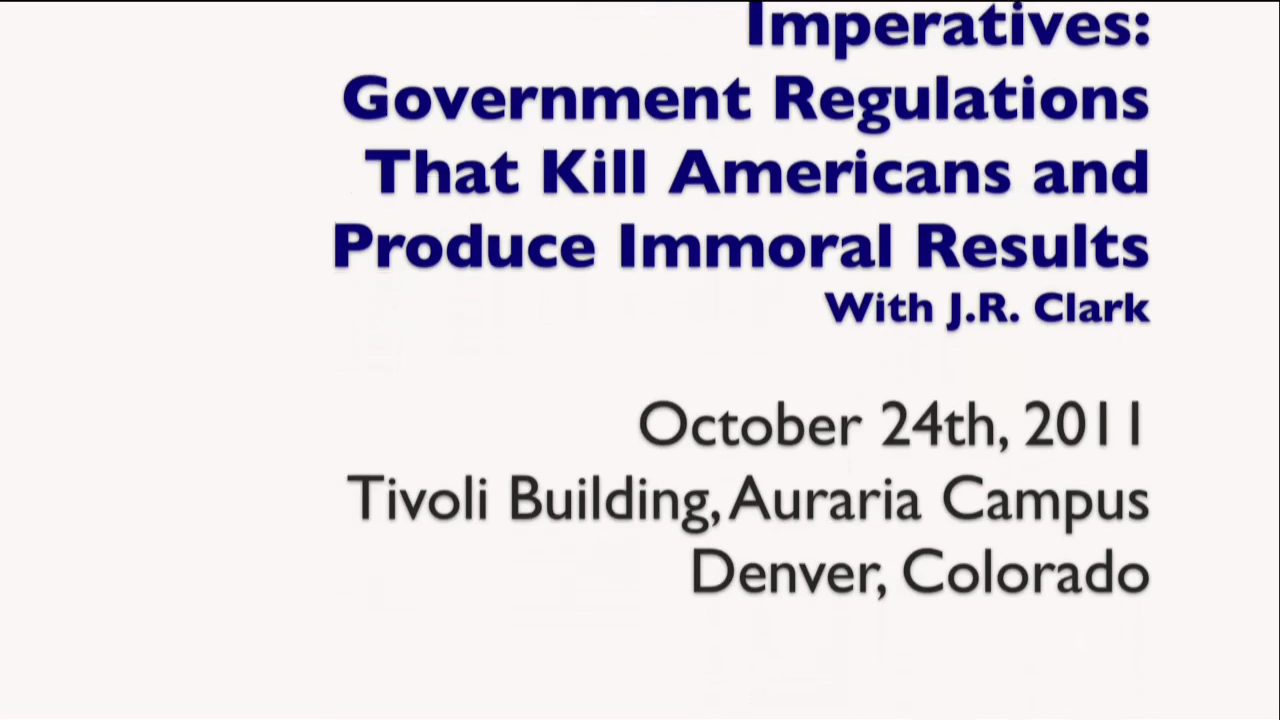 Imperatives:
Government Regulations
That Kill Americans and
Produce Immoral Results
With J.R. Clark
October 24th, 2011
Tivoli Building, Auraria Campus
Denver, Colorado